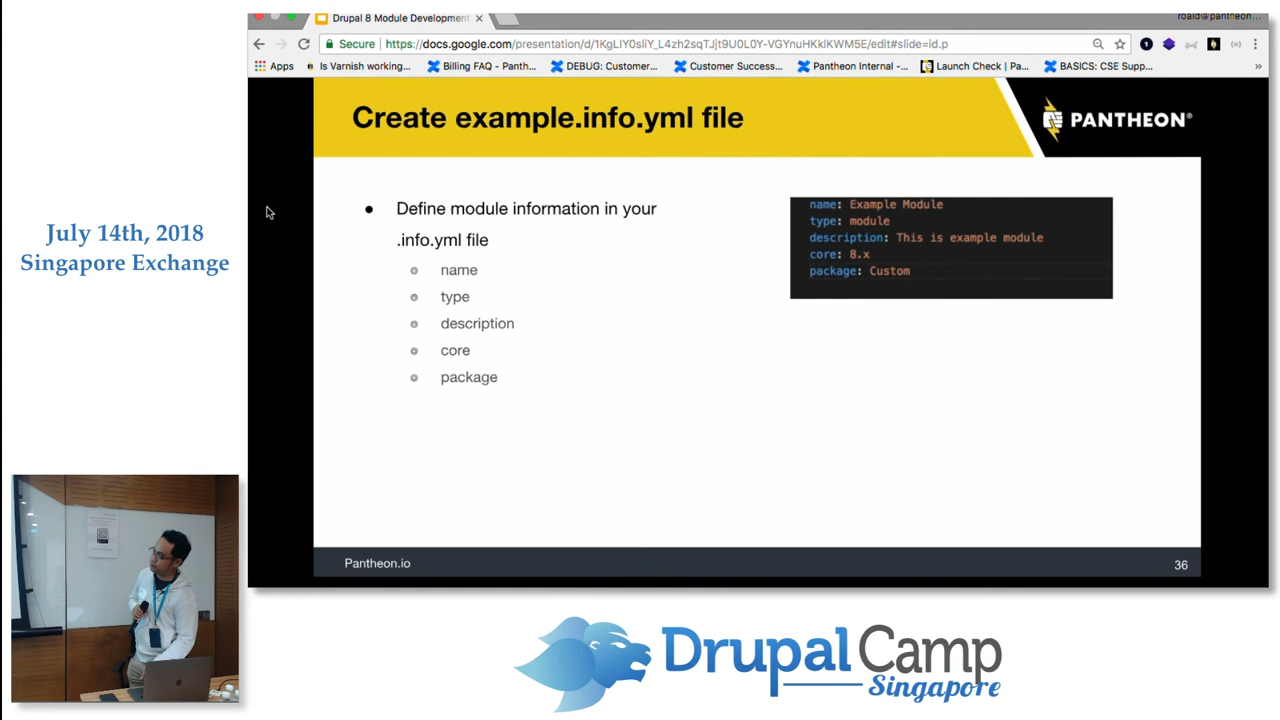 Drupal 8 Module Development
roald@pantheon...
Secure https://docs.google.com/presentation/d/1KgLIY0sliY_L4zh2sqTJjt9U0L0Y-VGYnuHKklKWM5E/edit#slide=id.p
Apps Is Varnish working... Billing FAQ - Panth... DEBUG: Customer... Customer Success... Pantheon Internal -... Launch Check | Pa... BASICS: CSE Supp... »
Create example.info.yml file
PANTHEON®
July 14th, 2018
Singapore Exchange
● Define module information in your
.info.yml file
name
type
description
core
package
name: Example Module
type: module
description: This is example module
core: 8.x
package: Custom
Pantheon.io
36
DrupalCamp
Singapore